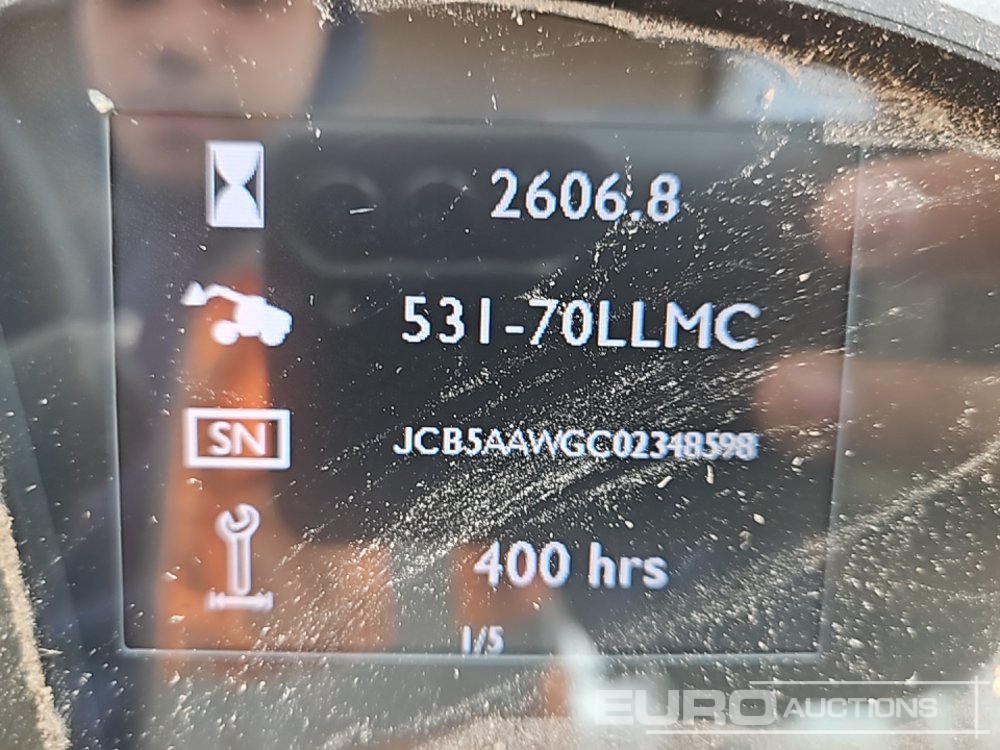 2606.8
531-70LLMC
SN JCB5AAWGC02348598
400 hrs
1/5
EURO AUCTIONS